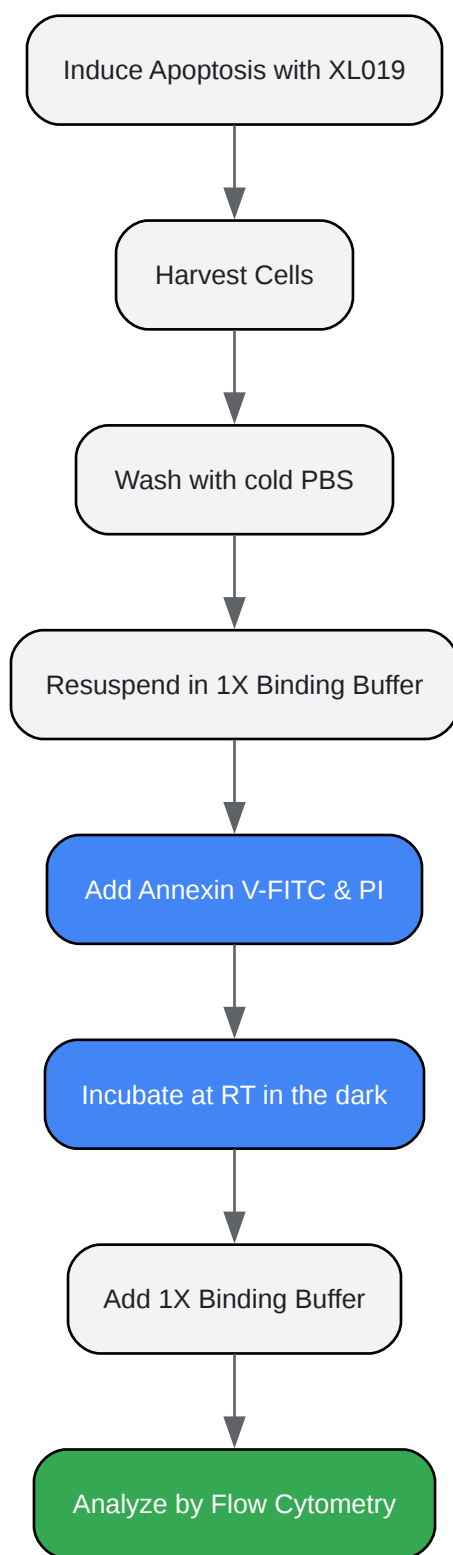 Induce Apoptosis with XL019
Harvest Cells
Wash with cold PBS
Resuspend in 1X Binding Buffer
Add Annexin V-FITC & PI
Incubate at RT in the dark
Add 1X Binding Buffer
Analyze by Flow Cytometry